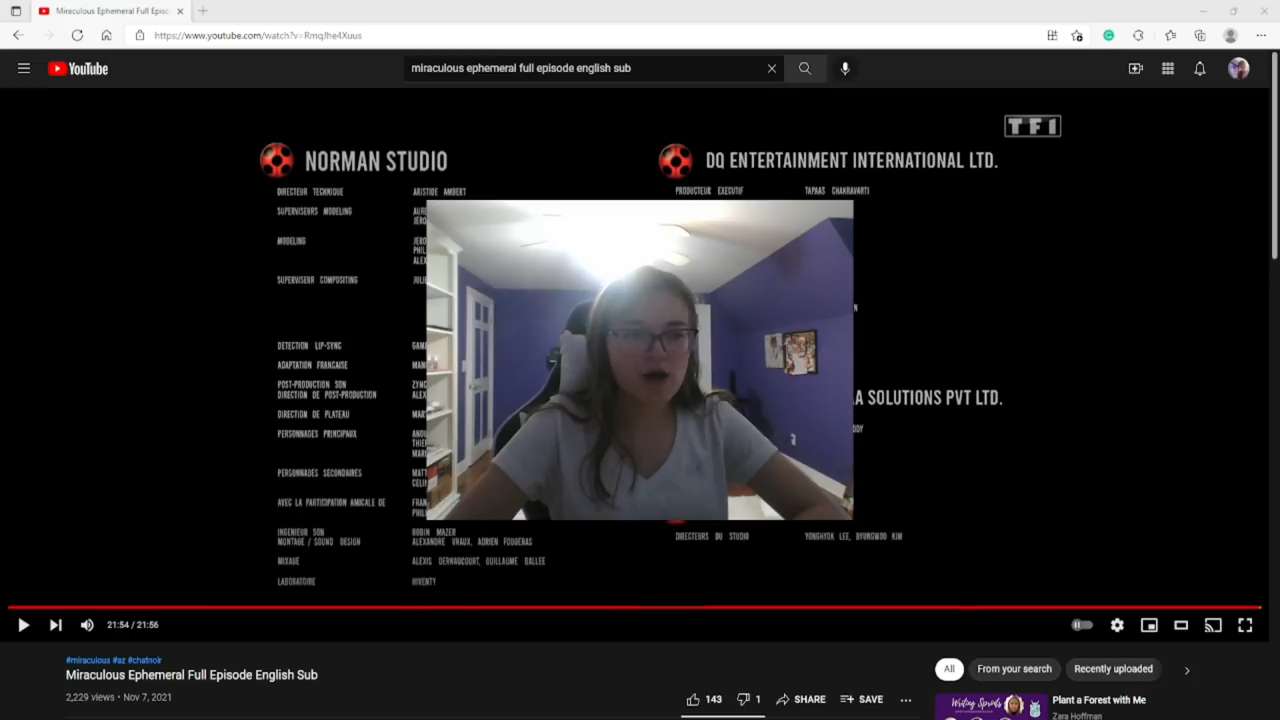 Miraculous Ephemeral Full Episo
https://www.youtube.com/watch?v=RmqJhe4Xuus
YouTube
miraculous ephemeral full episode english sub
TF1
NORMAN STUDIO
DIRECTEUR TECHNIQUE ARISTIDE AMBERT
SUPERVISEURS MODELING
MODELING
SUPERVISEUR COMPOSITING
DETECTION LIP-SYNC
ADAPTATION FRANCAISE
POST-PRODUCTION SON
DIRECTION DE POST-PRODUCTION
DIRECTION DE PLATEAU
PERSONNAGES PRINCIPAUX
PERSONNAGES SECONDAIRES
AVEC LA PARTICIPATION AMICALE DE
INGENIEUR SON ROBIN MAZER
MONTAGE / SOUND DESIGN ALEXANDRE VRAUX, ADRIEN FOUGERAS
MIXAGE ALEXIS DERNAUCOURT, GUILLAUME BALLEE
LABORATOIRE HIVENTY
DQ ENTERTAINMENT INTERNATIONAL LTD.
PRODUCTEUR EXECUTIF TAPAAS CHAKRAVARTI
A SOLUTIONS PVT LTD.
DIRECTEURS DU STUDIO YONGHYOK LEE, BYUNGWOO KIM
21:54 / 21:56
#miraculous #az #chatnoir
Miraculous Ephemeral Full Episode English Sub
2,229 views • Nov 7, 2021
143
1
SHARE
SAVE
All
From your search
Recently uploaded
Writing Sprints
Plant a Forest with Me
Zara Hoffman